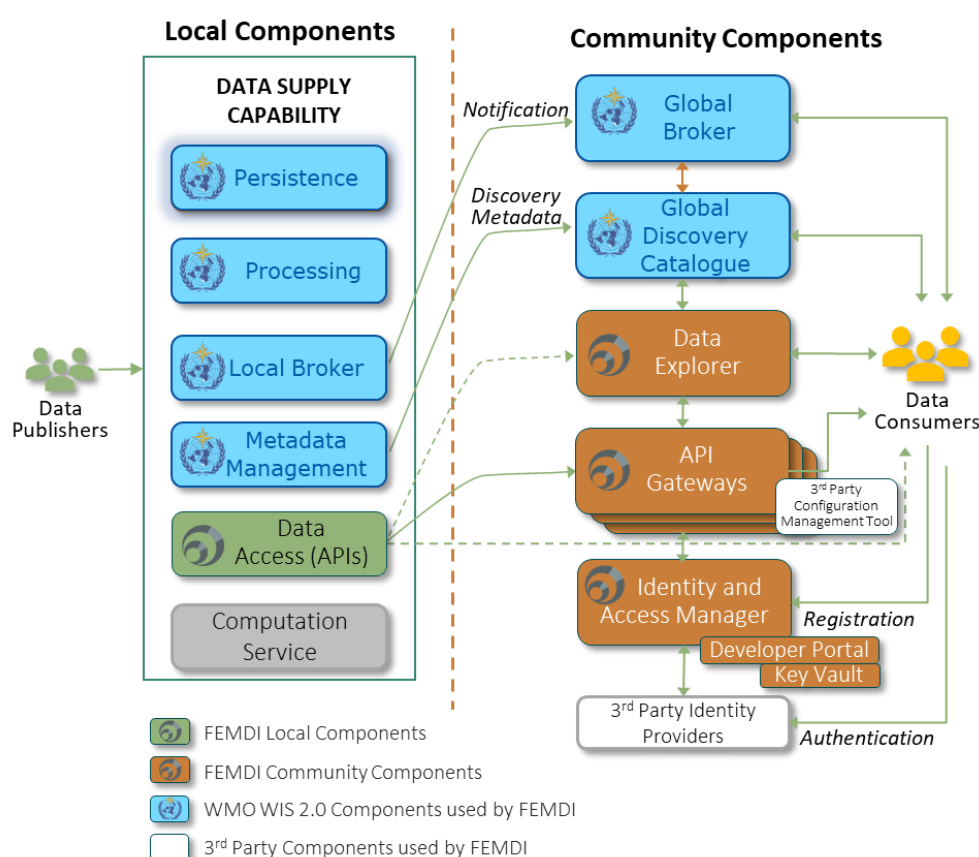 Local Components
Community Components
DATA SUPPLY
CAPABILITY
Persistence
Processing
Local Broker
Metadata
Management
Data
Access (APIs)
Computation
Service
Data
Publishers
Notification
Discovery
Metadata
Global
Broker
Global
Discovery
Catalogue
Data
Explorer
API
Gateways
3rd Party
Configuration
Management Tool
Identity and
Access Manager
Developer Portal
Key Vault
3rd Party Identity
Providers
Data
Consumers
Registration
Authentication
FEMDI Local Components
FEMDI Community Components
WMO WIS 2.0 Components used by FEMDI
3rd Party Components used by FEMDI